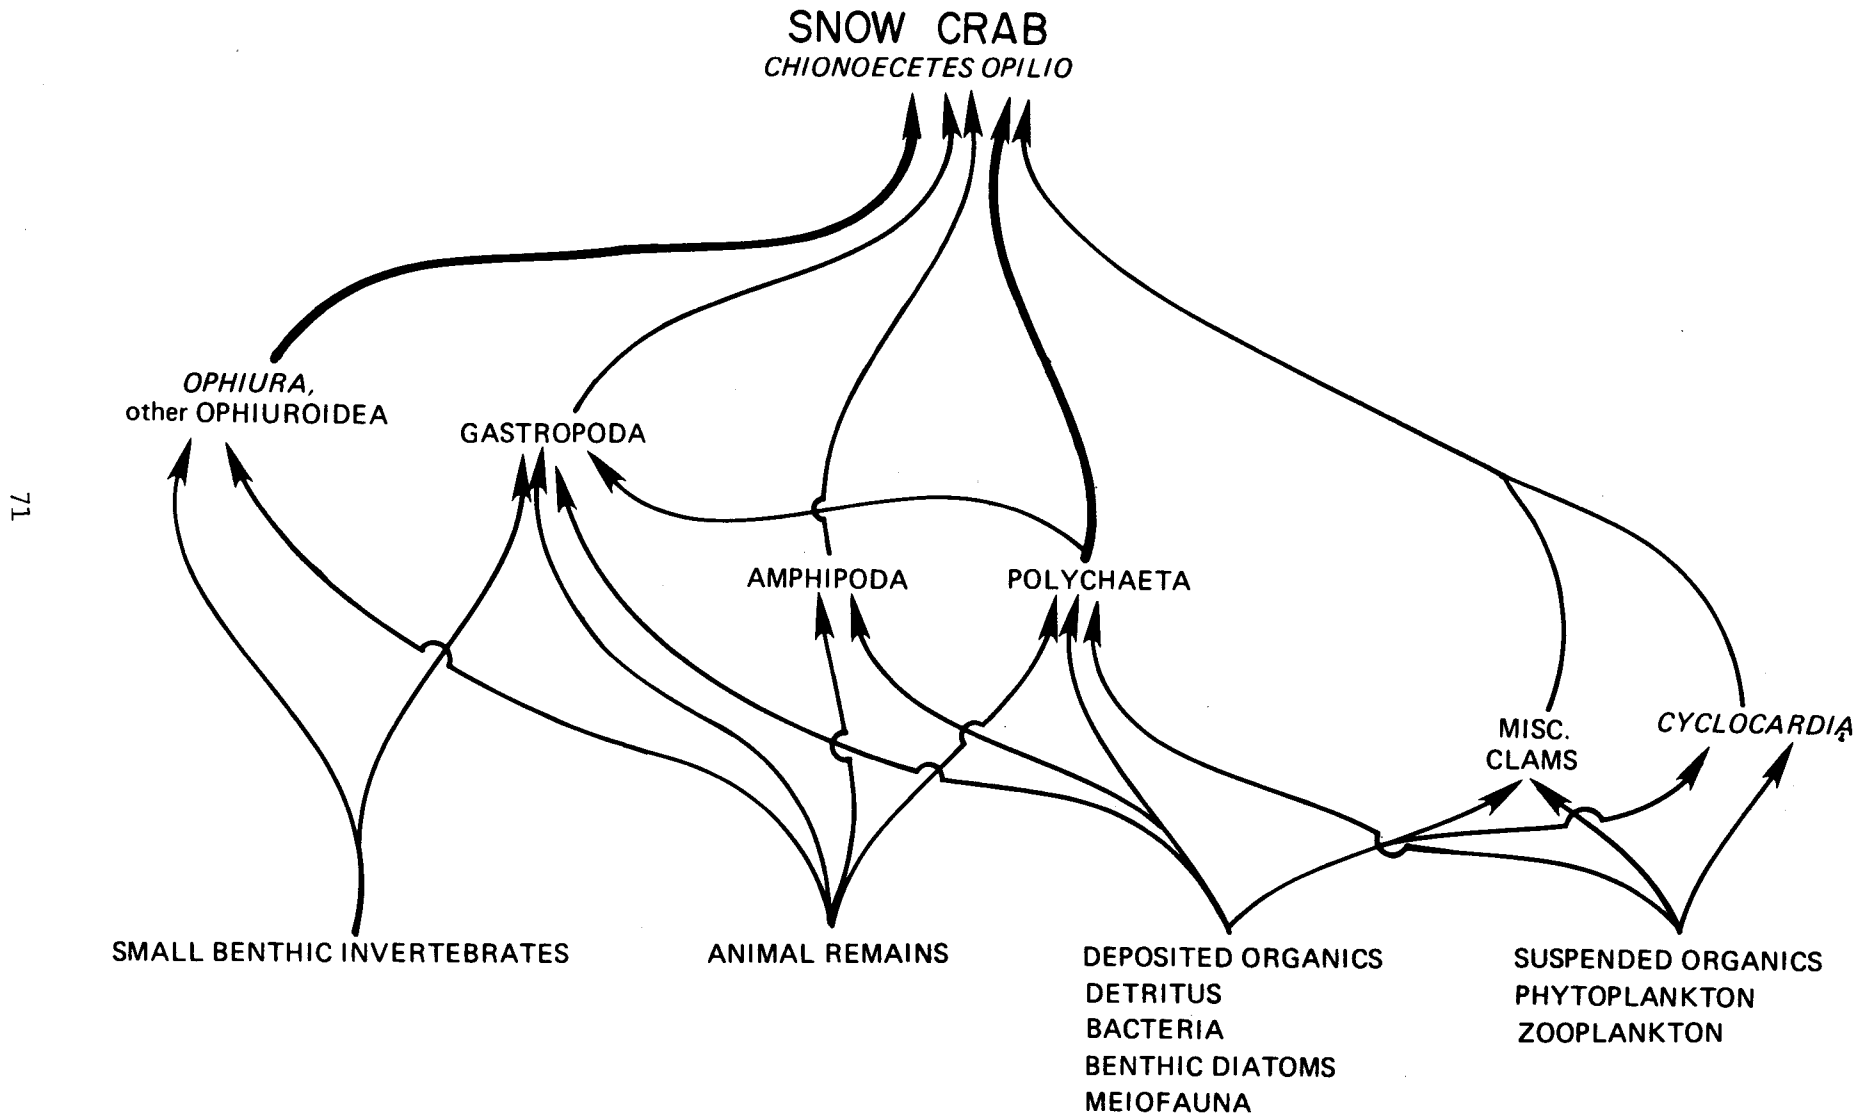 SNOW CRAB
CHIONOECETES OPILIO
OPHIURA,
other OPHIUROIDEA
GASTROPODA
71
AMPHIPODA
POLYCHAETA
MISC.
CLAMS
CYCLOCARDIA
SMALL BENTHIC INVERTEBRATES
ANIMAL REMAINS
DEPOSITED ORGANICS
DETRITUS
BACTERIA
BENTHIC DIATOMS
MEIOFAUNA
SUSPENDED ORGANICS
PHYTOPLANKTON
ZOOPLANKTON